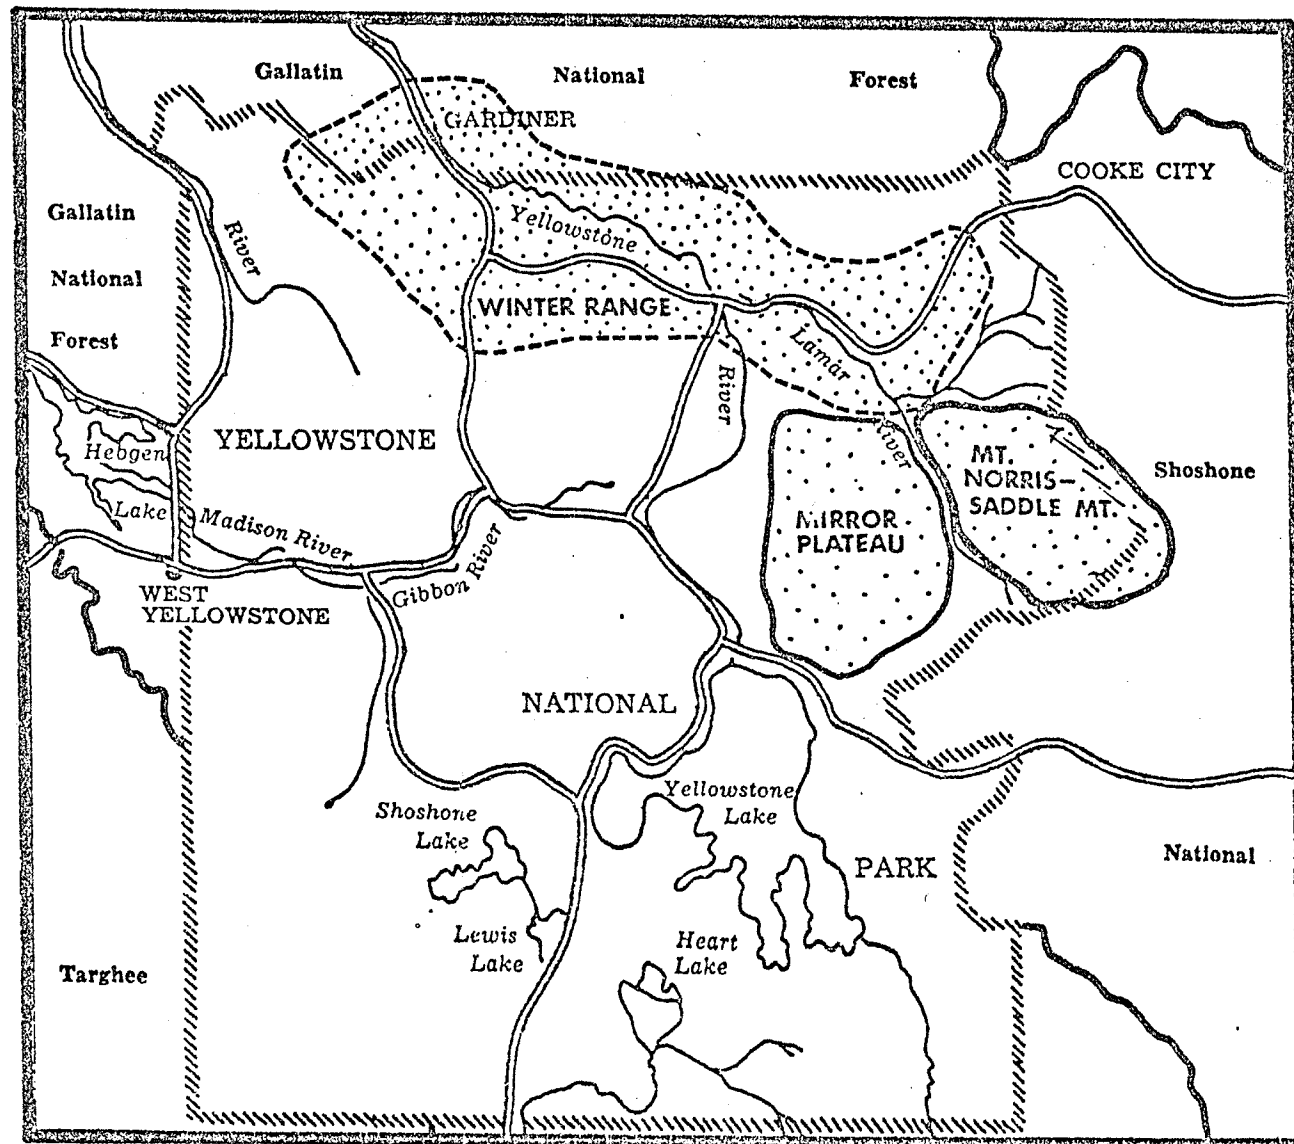 Gallatin National Forest
GARDINER
COOKE CITY
Gallatin
National
Forest
River
Yellowstone
WINTER RANGE
Lamar
River
River
YELLOWSTONE
Hebgen
Lake
MT.
NORRIS-
SADDLE MT.
Shoshone
Madison River
MIRROR
PLATEAU
Gibbon River
WEST
YELLOWSTONE
NATIONAL
Shoshone
Lake
Yellowstone
Lake
PARK
National
Lewis
Lake
Heart
Lake
Targhee